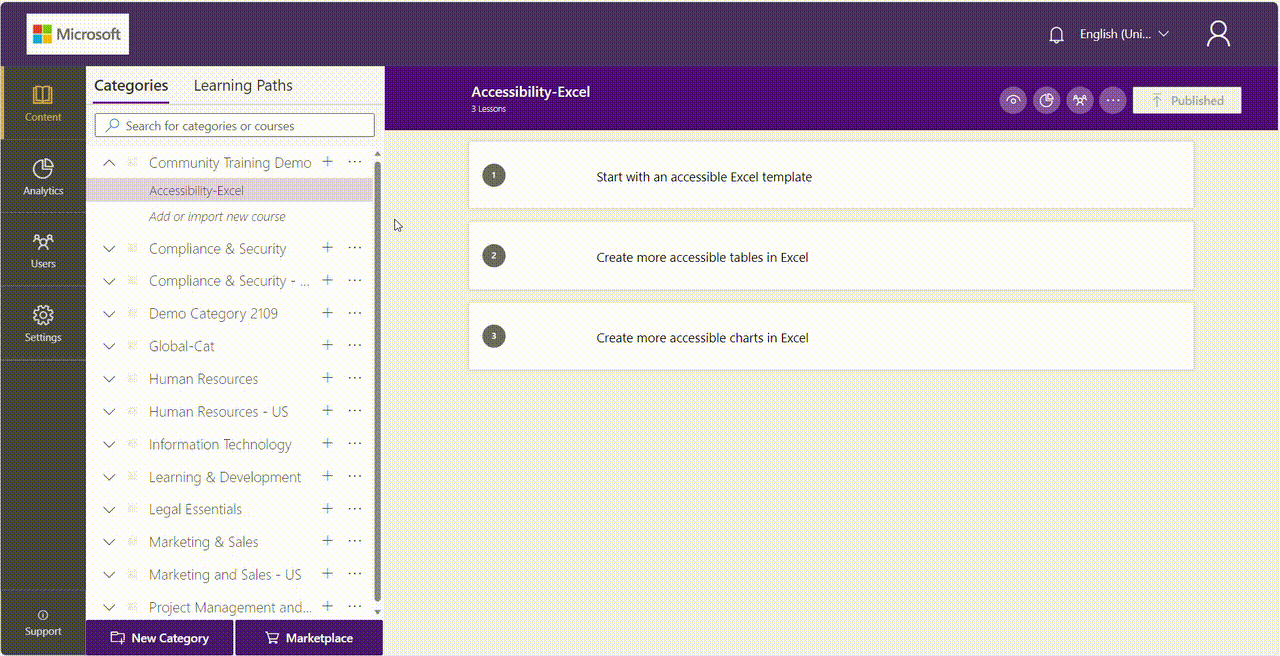 Microsoft
English (Uni...
Content
Analytics
Users
Settings
Support
Categories
Learning Paths
Search for categories or courses
Community Training Demo
Accessibility-Excel
Add or import new course
Compliance & Security
Compliance & Security - ...
Demo Category 2109
Global-Cat
Human Resources
Human Resources - US
Information Technology
Learning & Development
Legal Essentials
Marketing & Sales
Marketing and Sales - US
Project Management and...
New Category
Marketplace
Accessibility-Excel
3 Lessons
Published
1
Start with an accessible Excel template
2
Create more accessible tables in Excel
3
Create more accessible charts in Excel